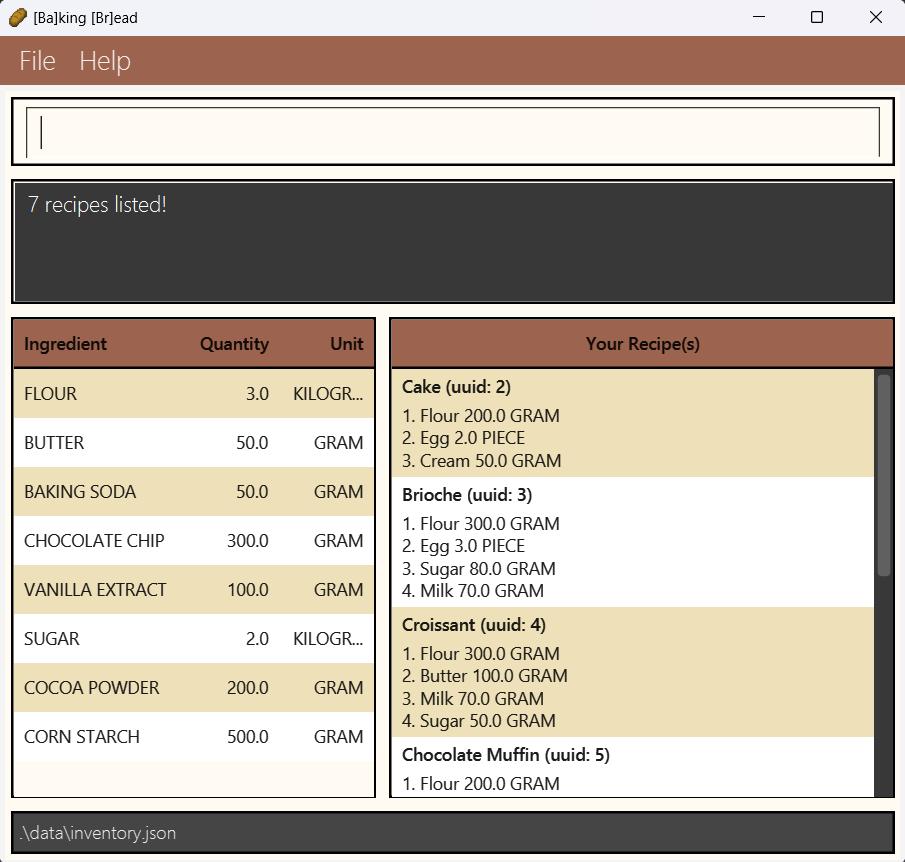 [Ba]king [Br]ead
File Help
7 recipes listed!
Ingredient Quantity Unit
FLOUR 3.0 KILOGR...
BUTTER 50.0 GRAM
BAKING SODA 50.0 GRAM
CHOCOLATE CHIP 300.0 GRAM
VANILLA EXTRACT 100.0 GRAM
SUGAR 2.0 KILOGR...
COCOA POWDER 200.0 GRAM
CORN STARCH 500.0 GRAM
Your Recipe(s)
Cake (uuid: 2)
1. Flour 200.0 GRAM
2. Egg 2.0 PIECE
3. Cream 50.0 GRAM
Brioche (uuid: 3)
1. Flour 300.0 GRAM
2. Egg 3.0 PIECE
3. Sugar 80.0 GRAM
4. Milk 70.0 GRAM
Croissant (uuid: 4)
1. Flour 300.0 GRAM
2. Butter 100.0 GRAM
3. Milk 70.0 GRAM
4. Sugar 50.0 GRAM
Chocolate Muffin (uuid: 5)
1. Flour 200.0 GRAM
.\data\inventory.json